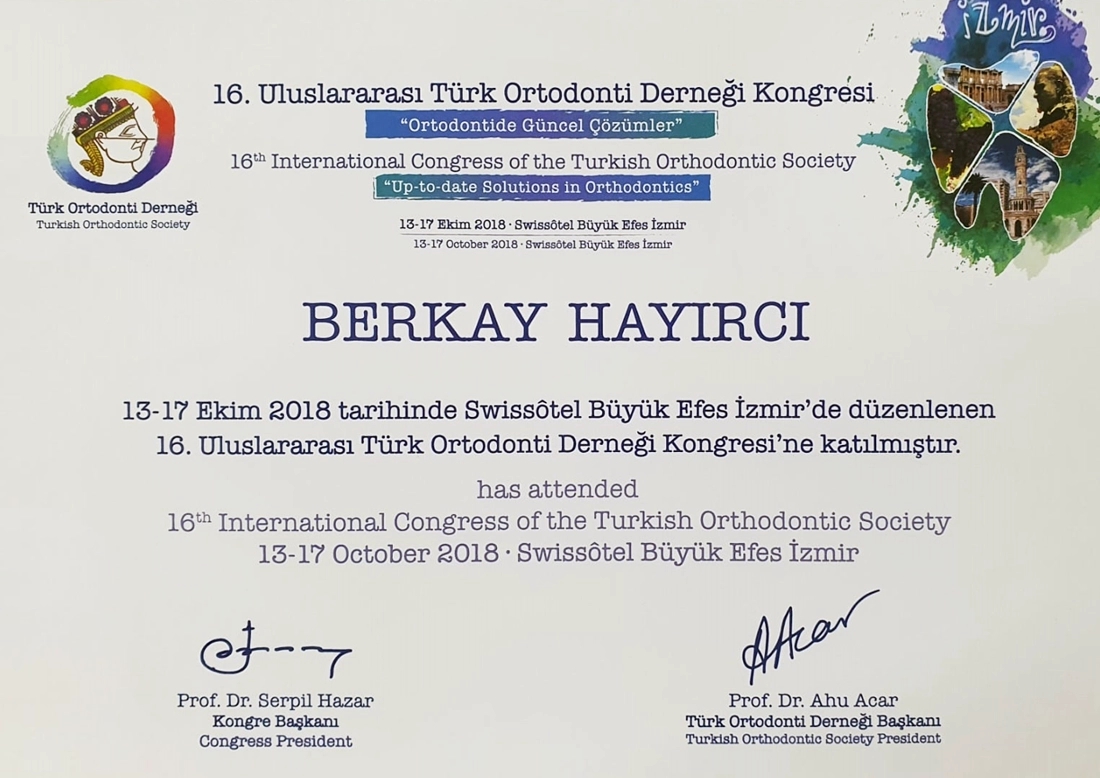 izmir
16. Uluslararası Türk Ortodonti Derneği Kongresi
“Ortodontide Güncel Çözümler”
16th International Congress of the Turkish Orthodontic Society
“Up-to-date Solutions in Orthodontics”
Türk Ortodonti Derneği
Turkish Orthodontic Society
13-17 Ekim 2018 · Swissôtel Büyük Efes İzmir
13-17 October 2018 · Swissôtel Büyük Efes İzmir
BERKAY HAYIRCI
13-17 Ekim 2018 tarihinde Swissôtel Büyük Efes İzmir’de düzenlenen
16. Uluslararası Türk Ortodonti Derneği Kongresi’ne katılmıştır.
has attended
16th International Congress of the Turkish Orthodontic Society
13-17 October 2018 · Swissôtel Büyük Efes İzmir
AAcar
Prof. Dr. Serpil Hazar
Kongre Başkanı
Congress President
Prof. Dr. Ahu Acar
Türk Ortodonti Derneği Başkanı
Turkish Orthodontic Society President